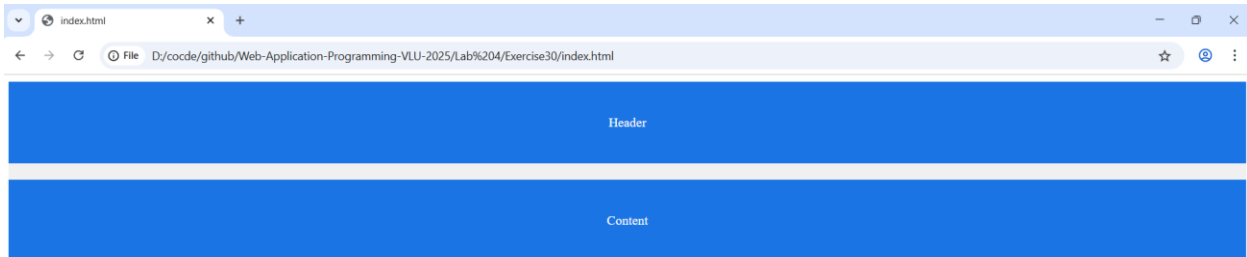 index.html
File D:/cocde/github/Web-Application-Programming-VLU-2025/Lab%204/Exercise30/index.html
Header
Content